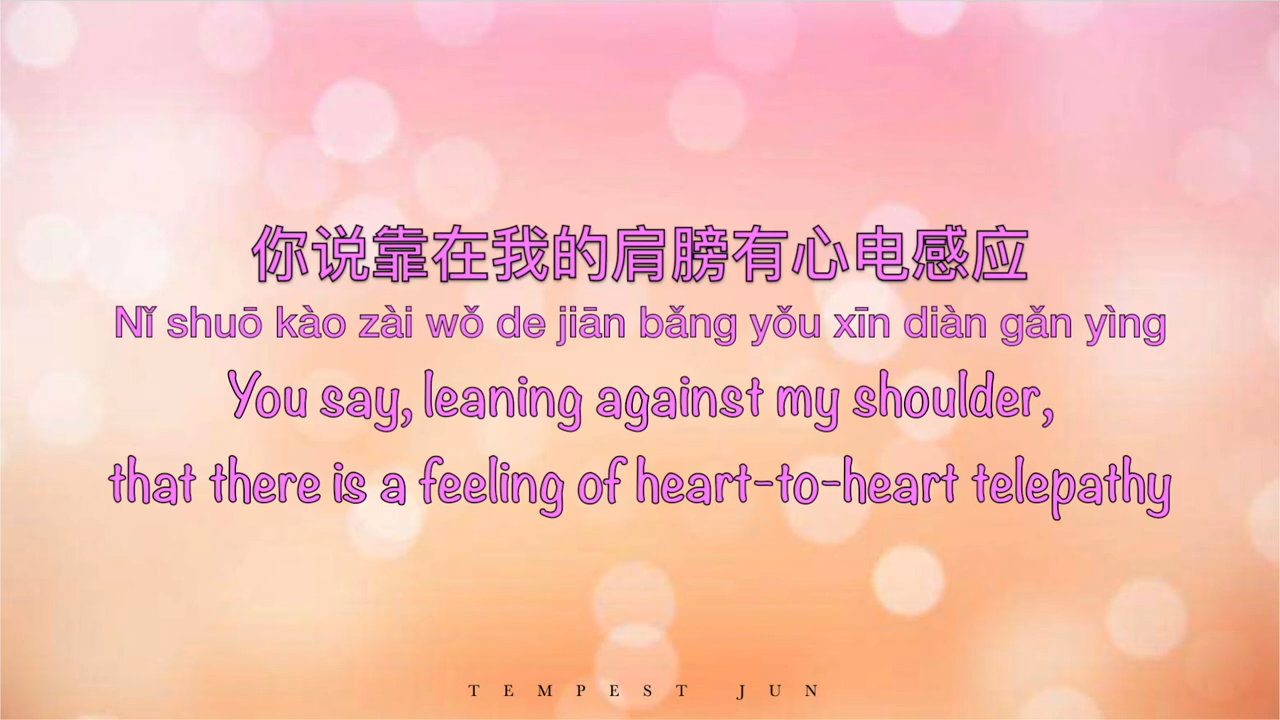 你说靠在我的肩膀有心电感应
Nǐ shuō kào zài wǒ de jiān bǎng yǒu xīn diàn gǎn yìng
You say, leaning against my shoulder,
that there is a feeling of heart-to-heart telepathy
TEMPEST JUN